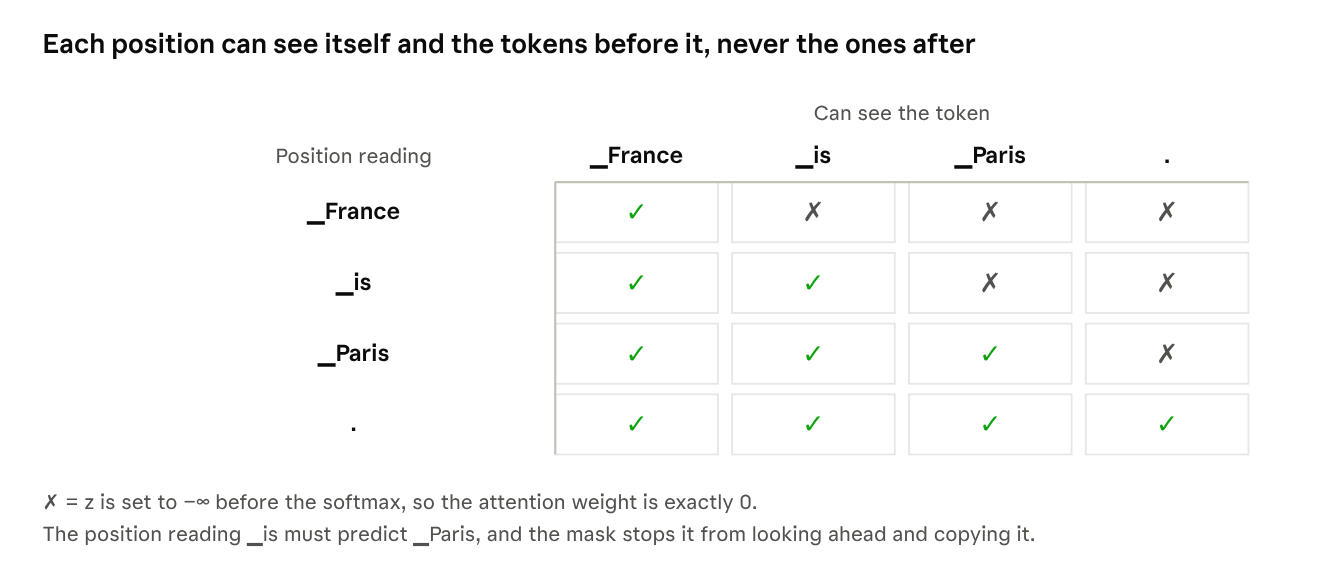 Each position can see itself and the tokens before it, never the ones after
Can see the token
Position reading _France _is _Paris .
_France ✓ ✗ ✗ ✗
_is ✓ ✓ ✗ ✗
_Paris ✓ ✓ ✓ ✗
. ✓ ✓ ✓ ✓
✗ = z is set to −∞ before the softmax, so the attention weight is exactly 0.
The position reading _is must predict _Paris, and the mask stops it from looking ahead and copying it.